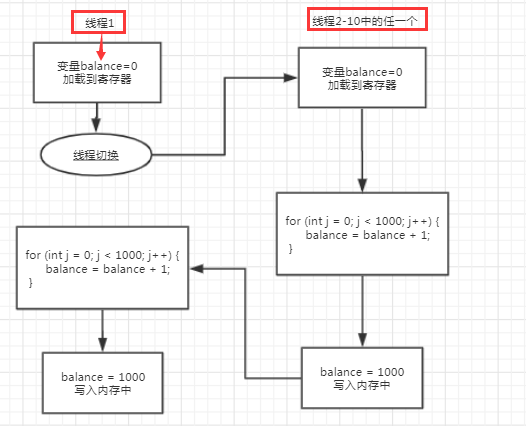 线程1
变量balance=0
加载到寄存器
线程切换
线程2-10中的任一个
变量balance=0
加载到寄存器
for (int j = 0; j < 1000; j++) {
balance = balance + 1;
}
balance = 1000
写入内存中
for (int j = 0; j < 1000; j++) {
balance = balance + 1;
}
balance = 1000
写入内存中